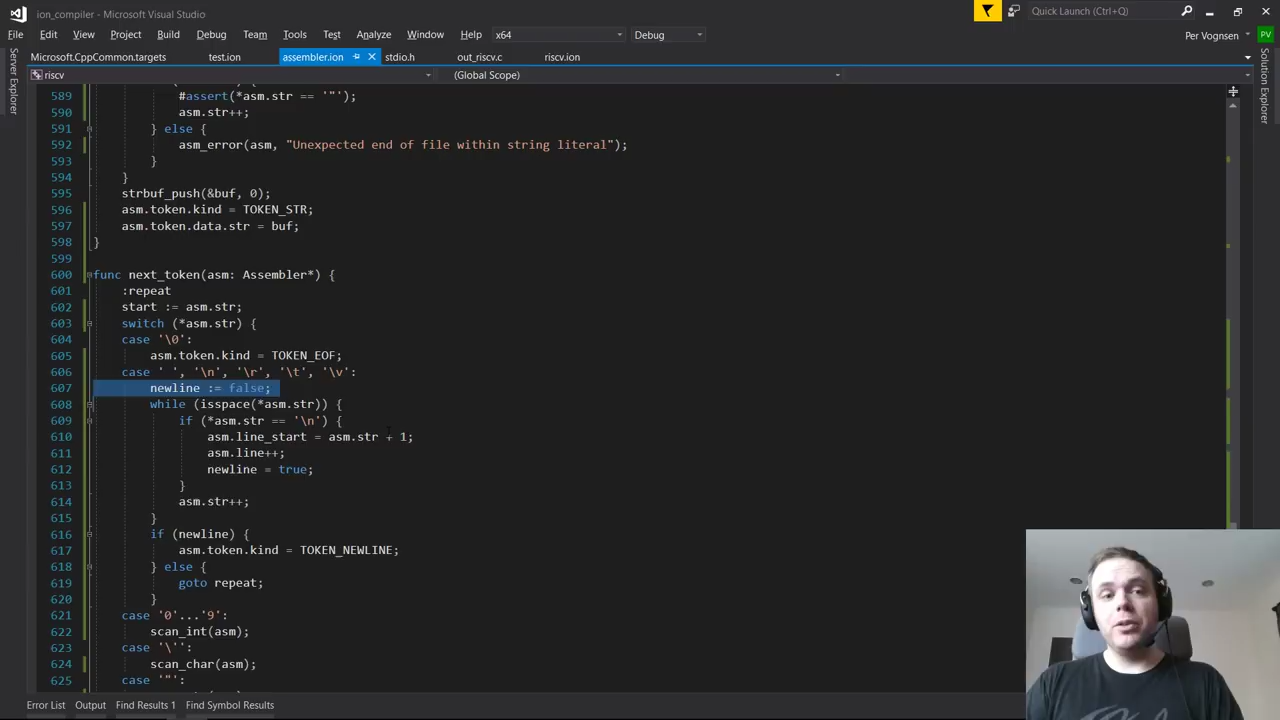 ion_compiler - Microsoft Visual Studio
Quick Launch (Ctrl+Q)
File Edit View Project Build Debug Team Tools Test Analyze Window Help x64 Debug
Per Vognsen PV
Microsoft.CppCommon.targets test.ion assembler.ion stdio.h out_riscv.c riscv.ion
riscv (Global Scope)
Server Explorer
Solution Explorer
589 #assert(*asm.str == '"');
590 asm.str++;
591 } else {
592 asm_error(asm, "Unexpected end of file within string literal");
593 }
594 }
595 strbuf_push(&buf, 0);
596 asm.token.kind = TOKEN_STR;
597 asm.token.data.str = buf;
598 }
599
600 func next_token(asm: Assembler*) {
601 :repeat
602 start := asm.str;
603 switch (*asm.str) {
604 case '\0':
605 asm.token.kind = TOKEN_EOF;
606 case ' ', '\n', '\r', '\t', '\v':
607 newline := false;
608 while (isspace(*asm.str)) {
609 if (*asm.str == '\n') {
610 asm.line_start = asm.str + 1;
611 asm.line++;
612 newline = true;
613 }
614 asm.str++;
615 }
616 if (newline) {
617 asm.token.kind = TOKEN_NEWLINE;
618 } else {
619 goto repeat;
620 }
621 case '0'...'9':
622 scan_int(asm);
623 case '\'':
624 scan_char(asm);
625 case '"':
Error List Output Find Results 1 Find Symbol Results